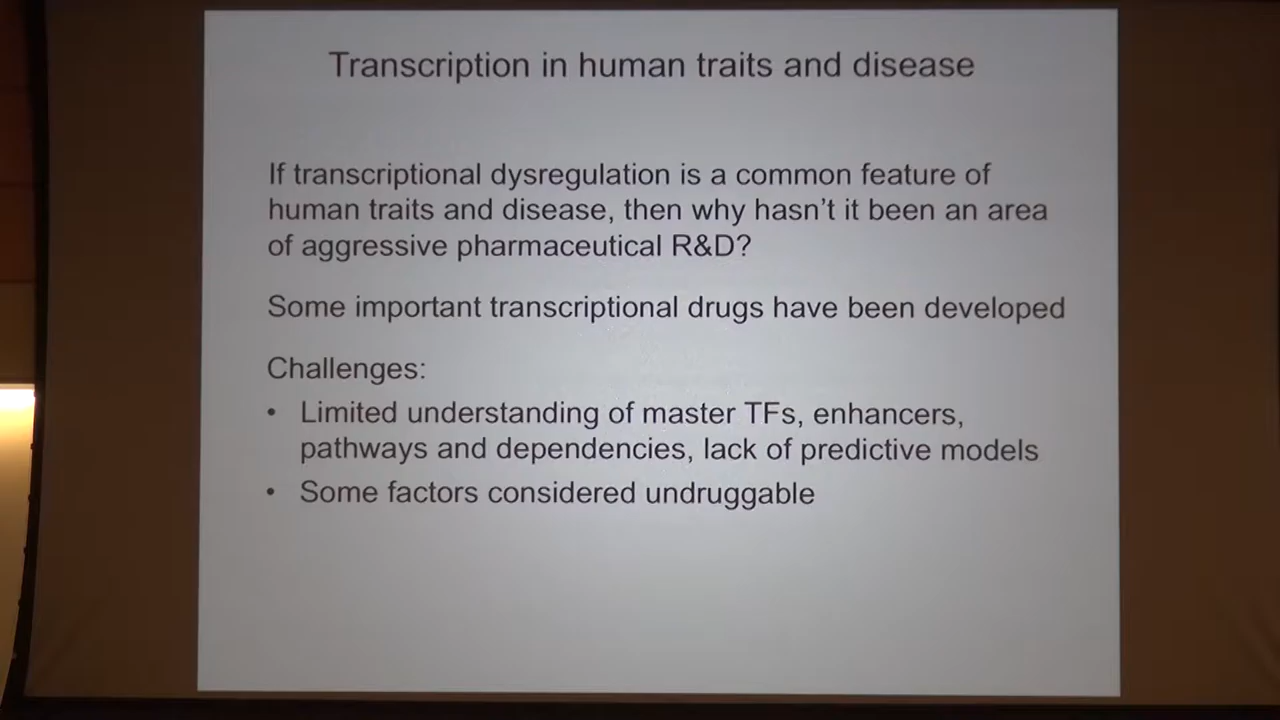 Transcription in human traits and disease
If transcriptional dysregulation is a common feature of
human traits and disease, then why hasn't it been an area
of aggressive pharmaceutical R&D?
Some important transcriptional drugs have been developed
Challenges:
• Limited understanding of master TFs, enhancers,
pathways and dependencies, lack of predictive models
• Some factors considered undruggable